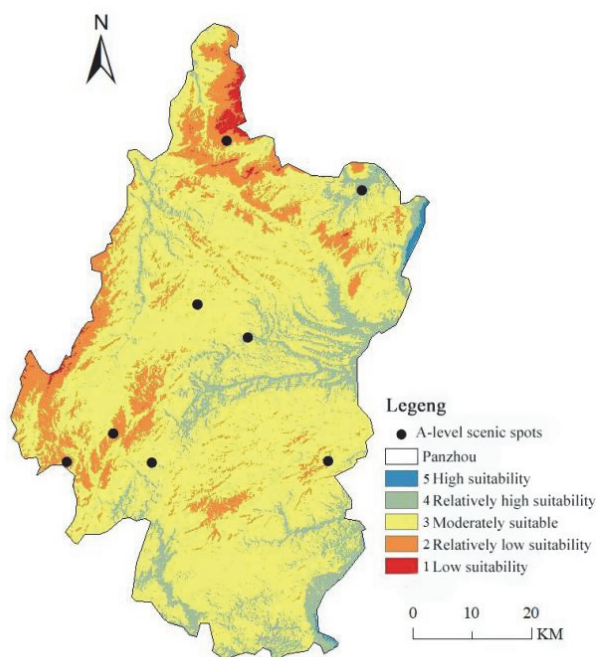 N
Legeng
A-level scenic spots
Panzhou
5 High suitability
4 Relatively high suitability
3 Moderately suitable
2 Relatively low suitability
1 Low suitability
0 10 20
KM